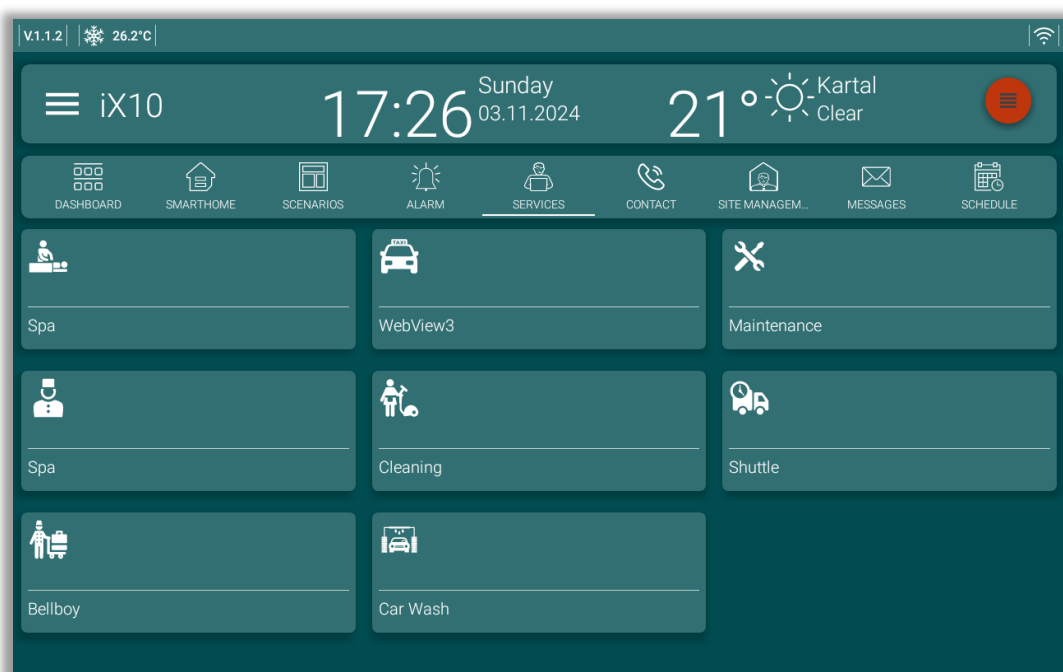 V.1.1.2 26.2°C
iX10
17:26
Sunday
03.11.2024
21°
Kartal
Clear
DASHBOARD SMARTHOME SCENARIOS ALARM SERVICES CONTACT SITE MANAGEM... MESSAGES SCHEDULE
TAXI
Spa WebView3 Maintenance
Spa Cleaning Shuttle
Bellboy Car Wash